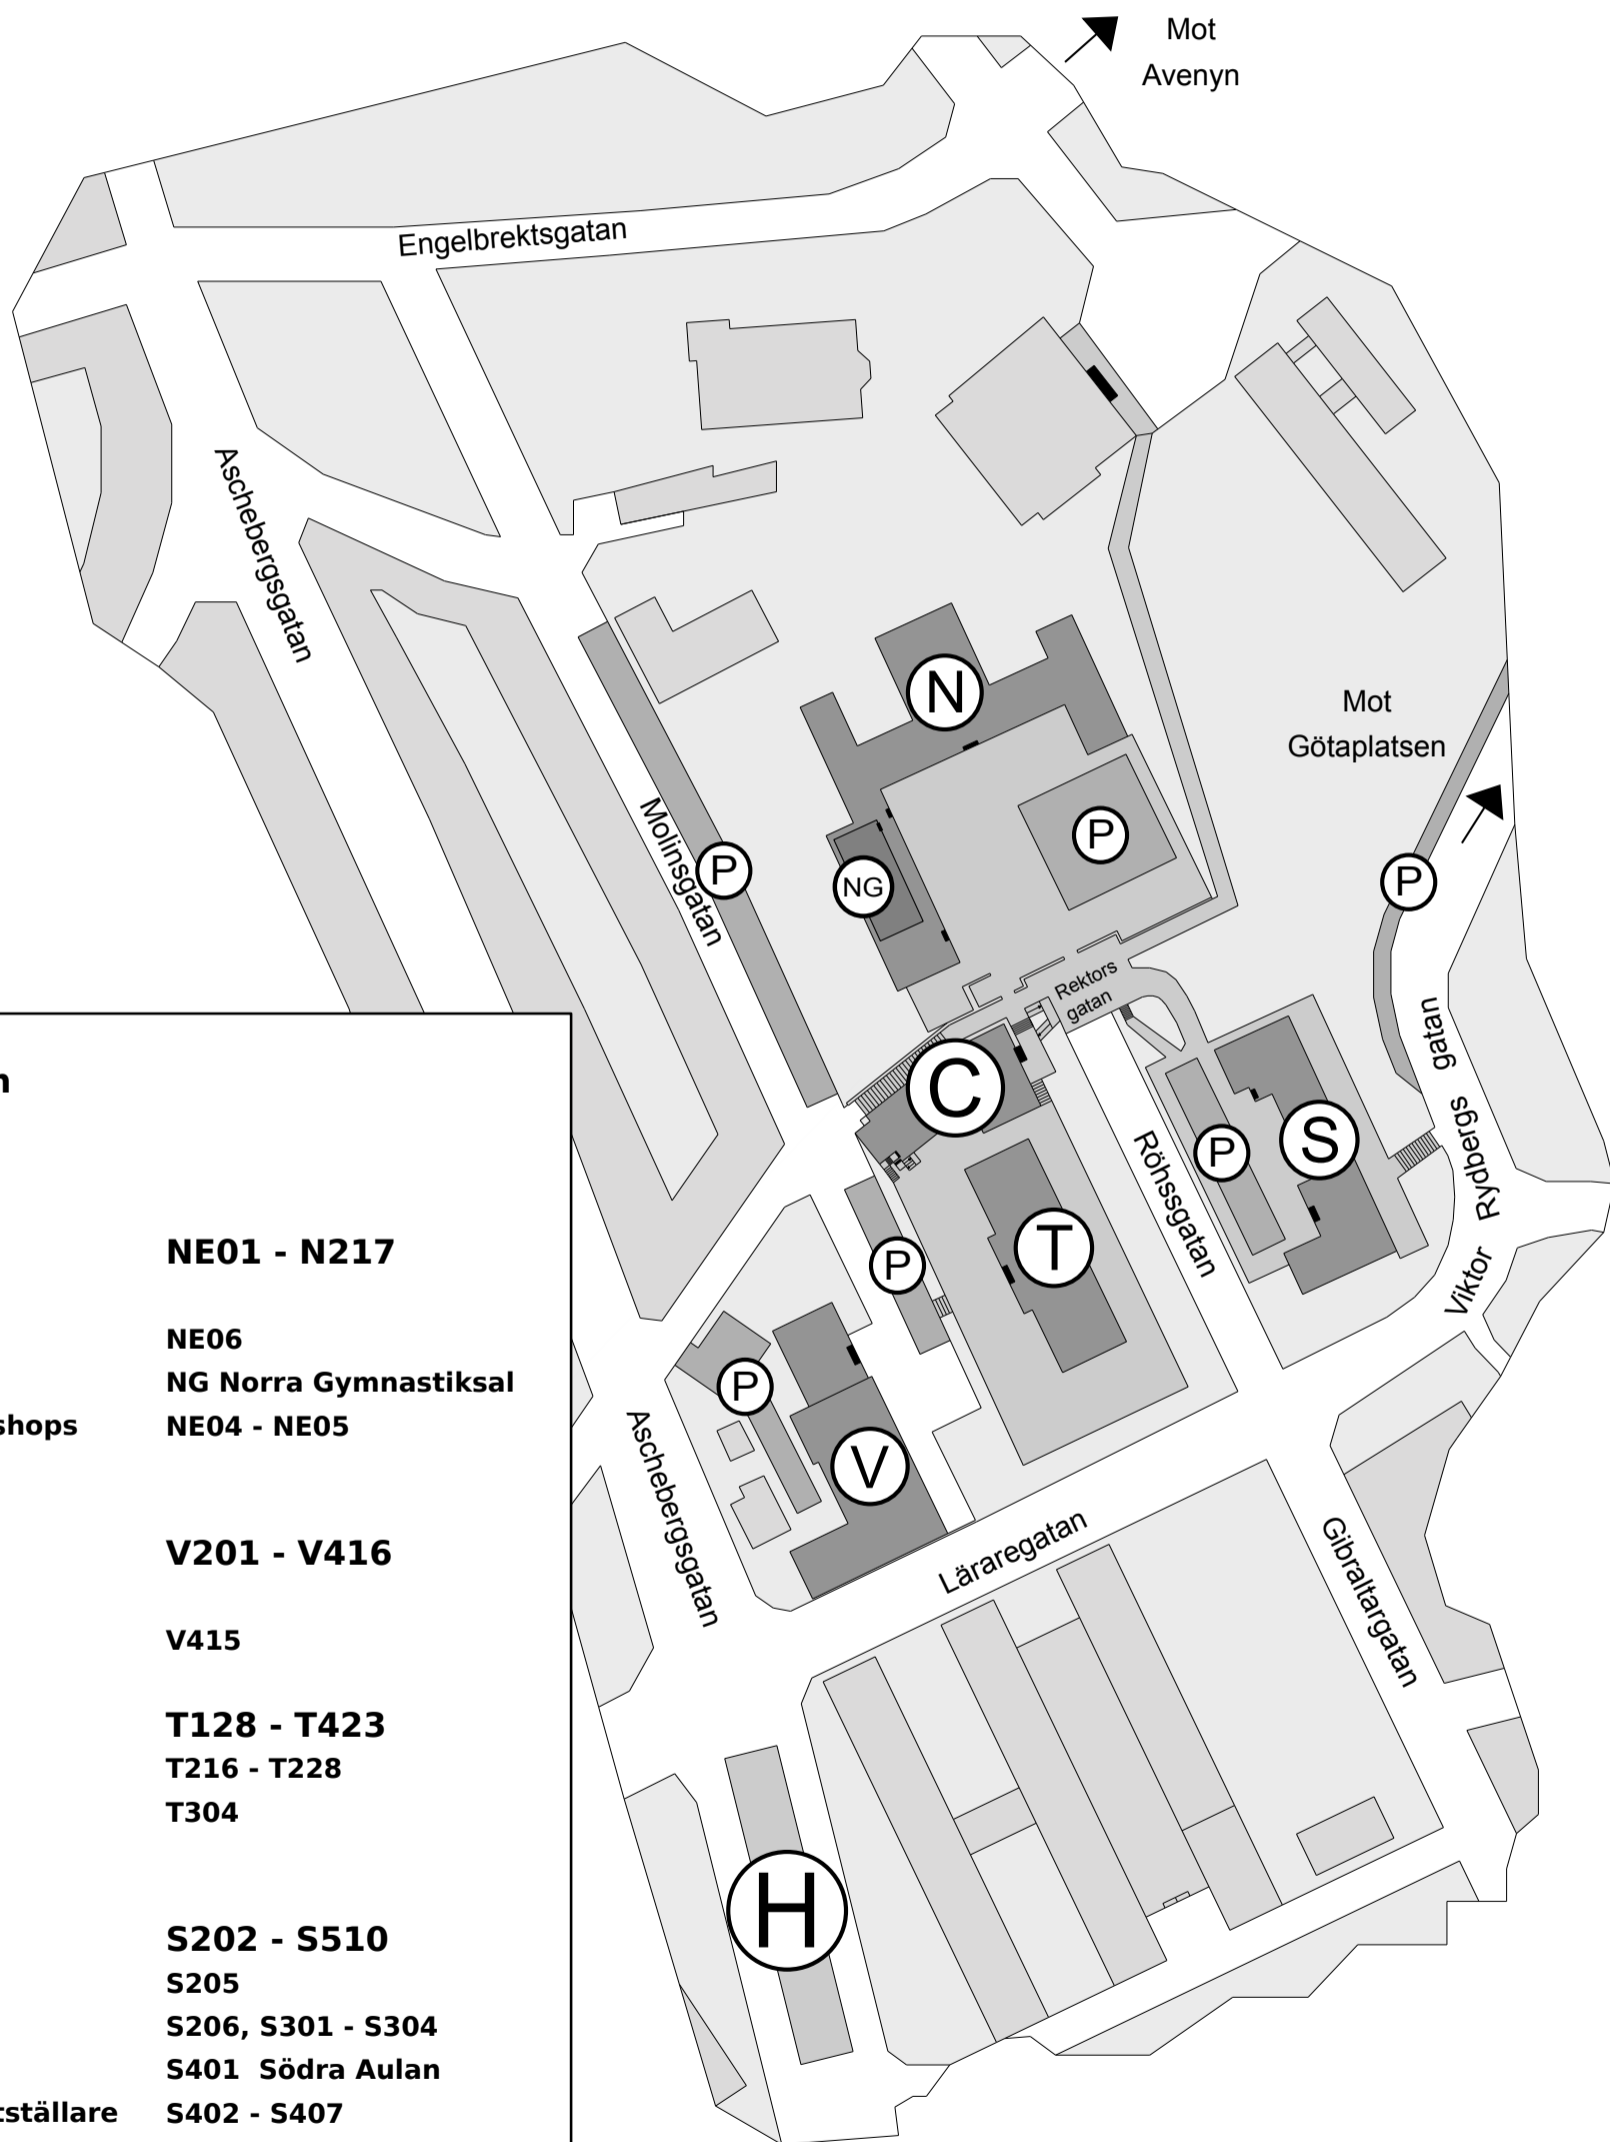 Mot
Avenyn
Engelbrektsgatan
Aschebergsgatan
N
Mot
Götaplatsen
Molinsgatan
P
P
P
NG
Rektors
gatan
C
Viktor Rydbergs gatan
Röhssgatan
P
S
T
P
P
V
Aschebergsgatan
Läraregatan
Gibraltargatan
H
NE01 - N217
NE06
NG Norra Gymnastiksal
shops NE04 - NE05
V201 - V416
V415
T128 - T423
T216 - T228
T304
S202 - S510
S205
S206, S301 - S304
S401 Södra Aulan
tställare S402 - S407